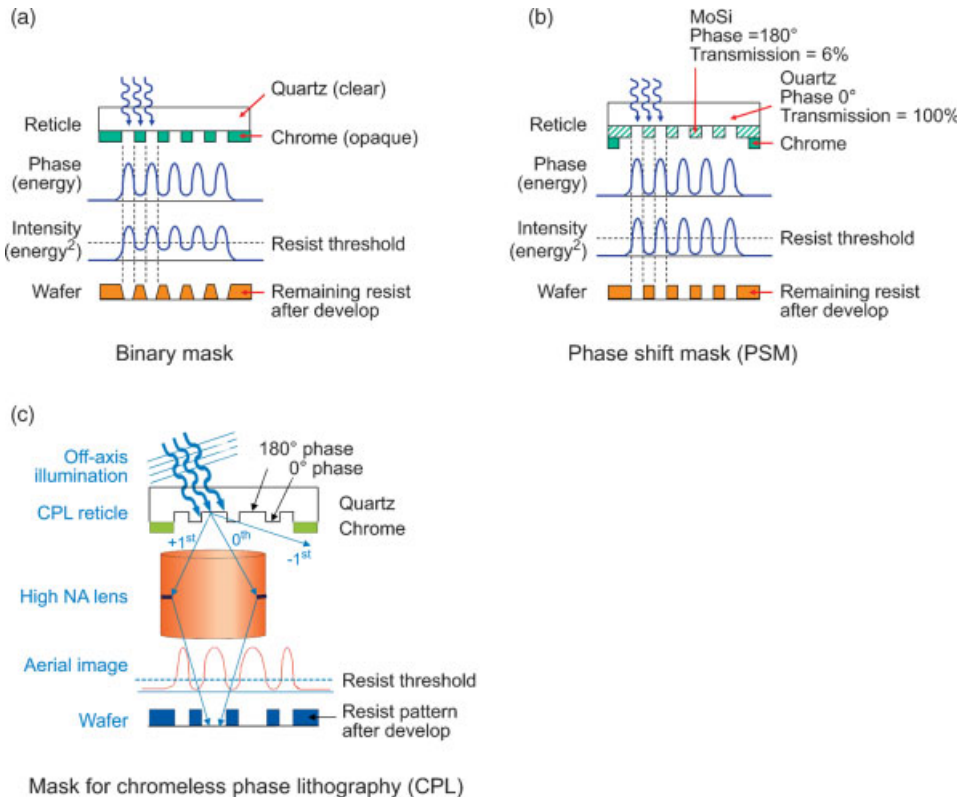 (a)
Quartz (clear)
Reticle
Chrome (opaque)
Phase
(energy)
Intensity
(energy²)
Resist threshold
Wafer
Remaining resist
after develop
Binary mask
(b)
MoSi
Phase =180°
Transmission = 6%
Ouartz
Phase 0°
Transmission = 100%
Reticle
Chrome
Phase
(energy)
Intensity
(energy²)
Resist threshold
Wafer
Remaining resist
after develop
Phase shift mask (PSM)
(c)
Off-axis
illumination
180° phase
0° phase
CPL reticle
Quartz
Chrome
+1st
0th
-1st
High NA lens
Aerial image
Resist threshold
Wafer
Resist pattern
after develop
Mask for chromeless phase lithography (CPL)